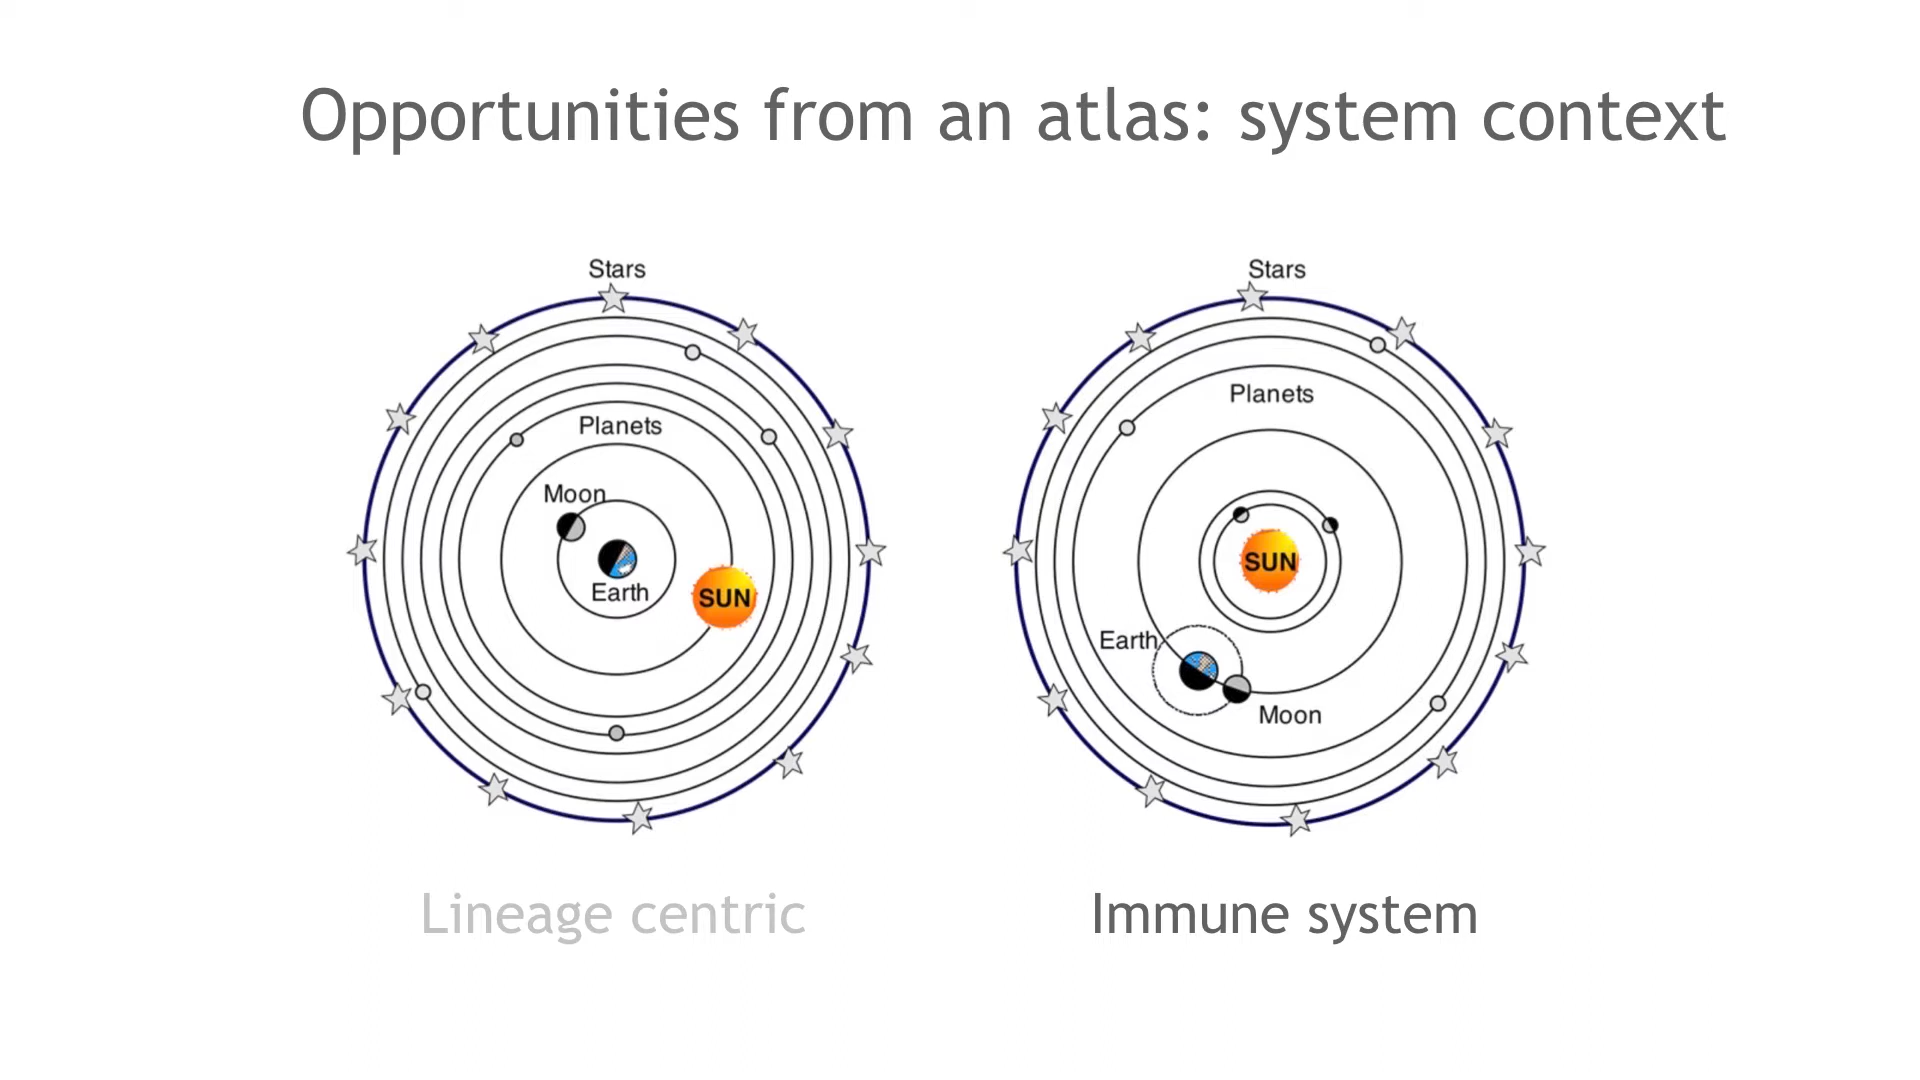 Opportunities from an atlas: system context
Stars
Planets
Moon
Earth
SUN
Stars
Planets
SUN
Earth
Moon
Lineage centric
Immune system